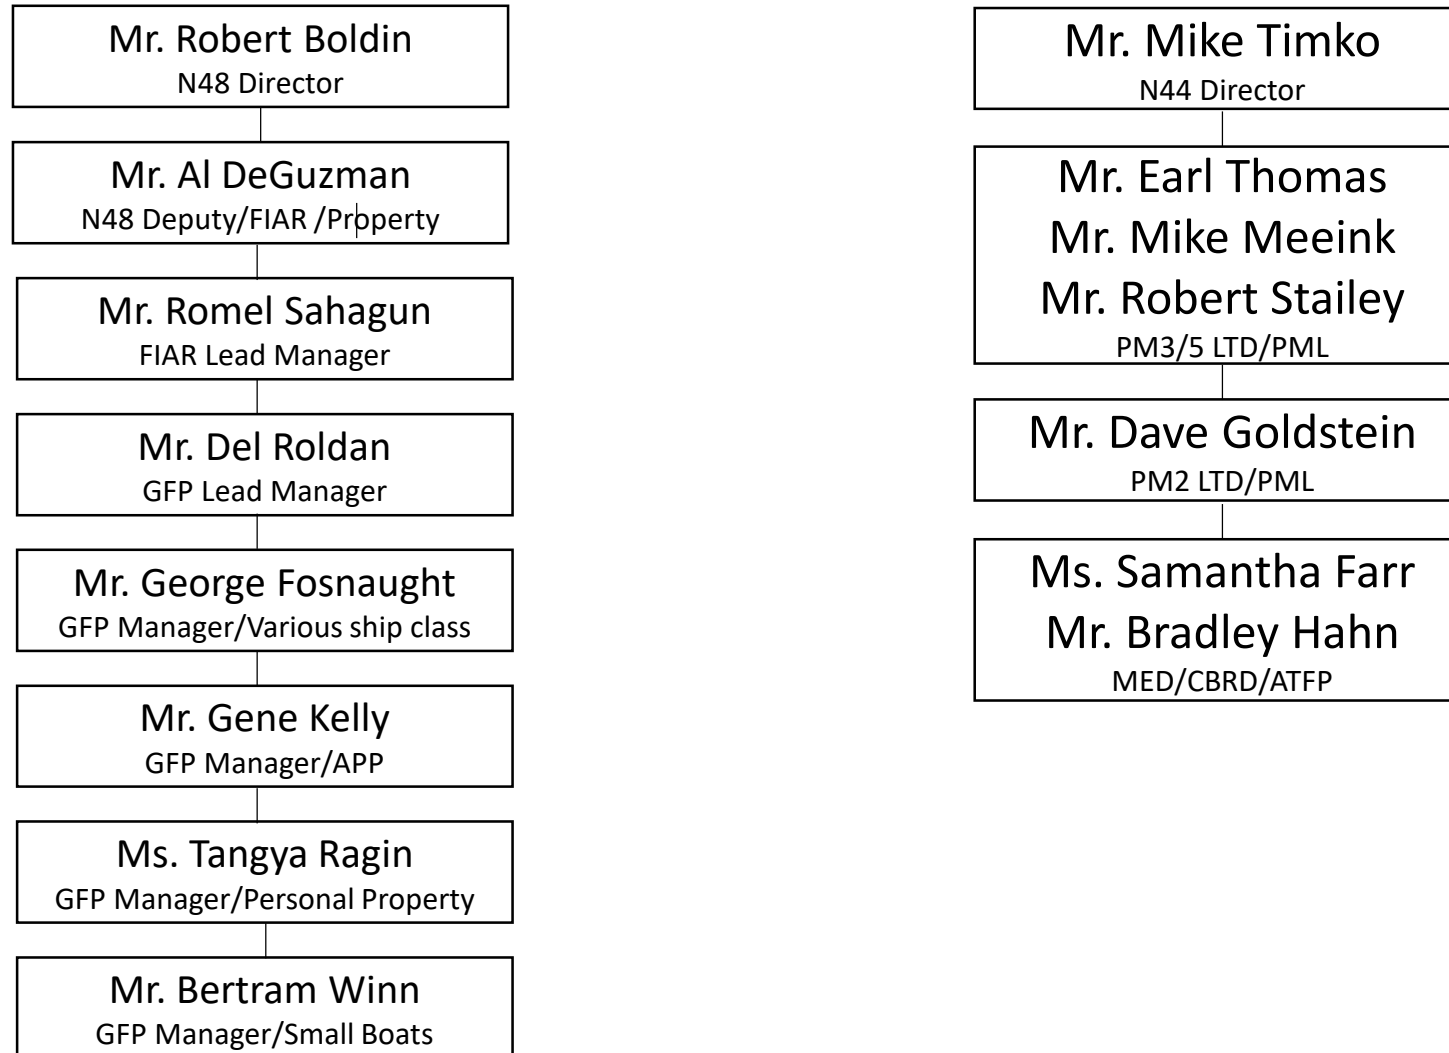 Mr. Robert Boldin
N48 Director
Mr. Al DeGuzman
N48 Deputy/FIAR /Property
Mr. Romel Sahagun
FIAR Lead Manager
Mr. Del Roldan
GFP Lead Manager
Mr. George Fosnaught
GFP Manager/Various ship class
Mr. Gene Kelly
GFP Manager/APP
Ms. Tangya Ragin
GFP Manager/Personal Property
Mr. Bertram Winn
GFP Manager/Small Boats
Mr. Mike Timko
N44 Director
Mr. Earl Thomas
Mr. Mike Meeink
Mr. Robert Stailey
PM3/5 LTD/PML
Mr. Dave Goldstein
PM2 LTD/PML
Ms. Samantha Farr
Mr. Bradley Hahn
MED/CBRD/ATFP